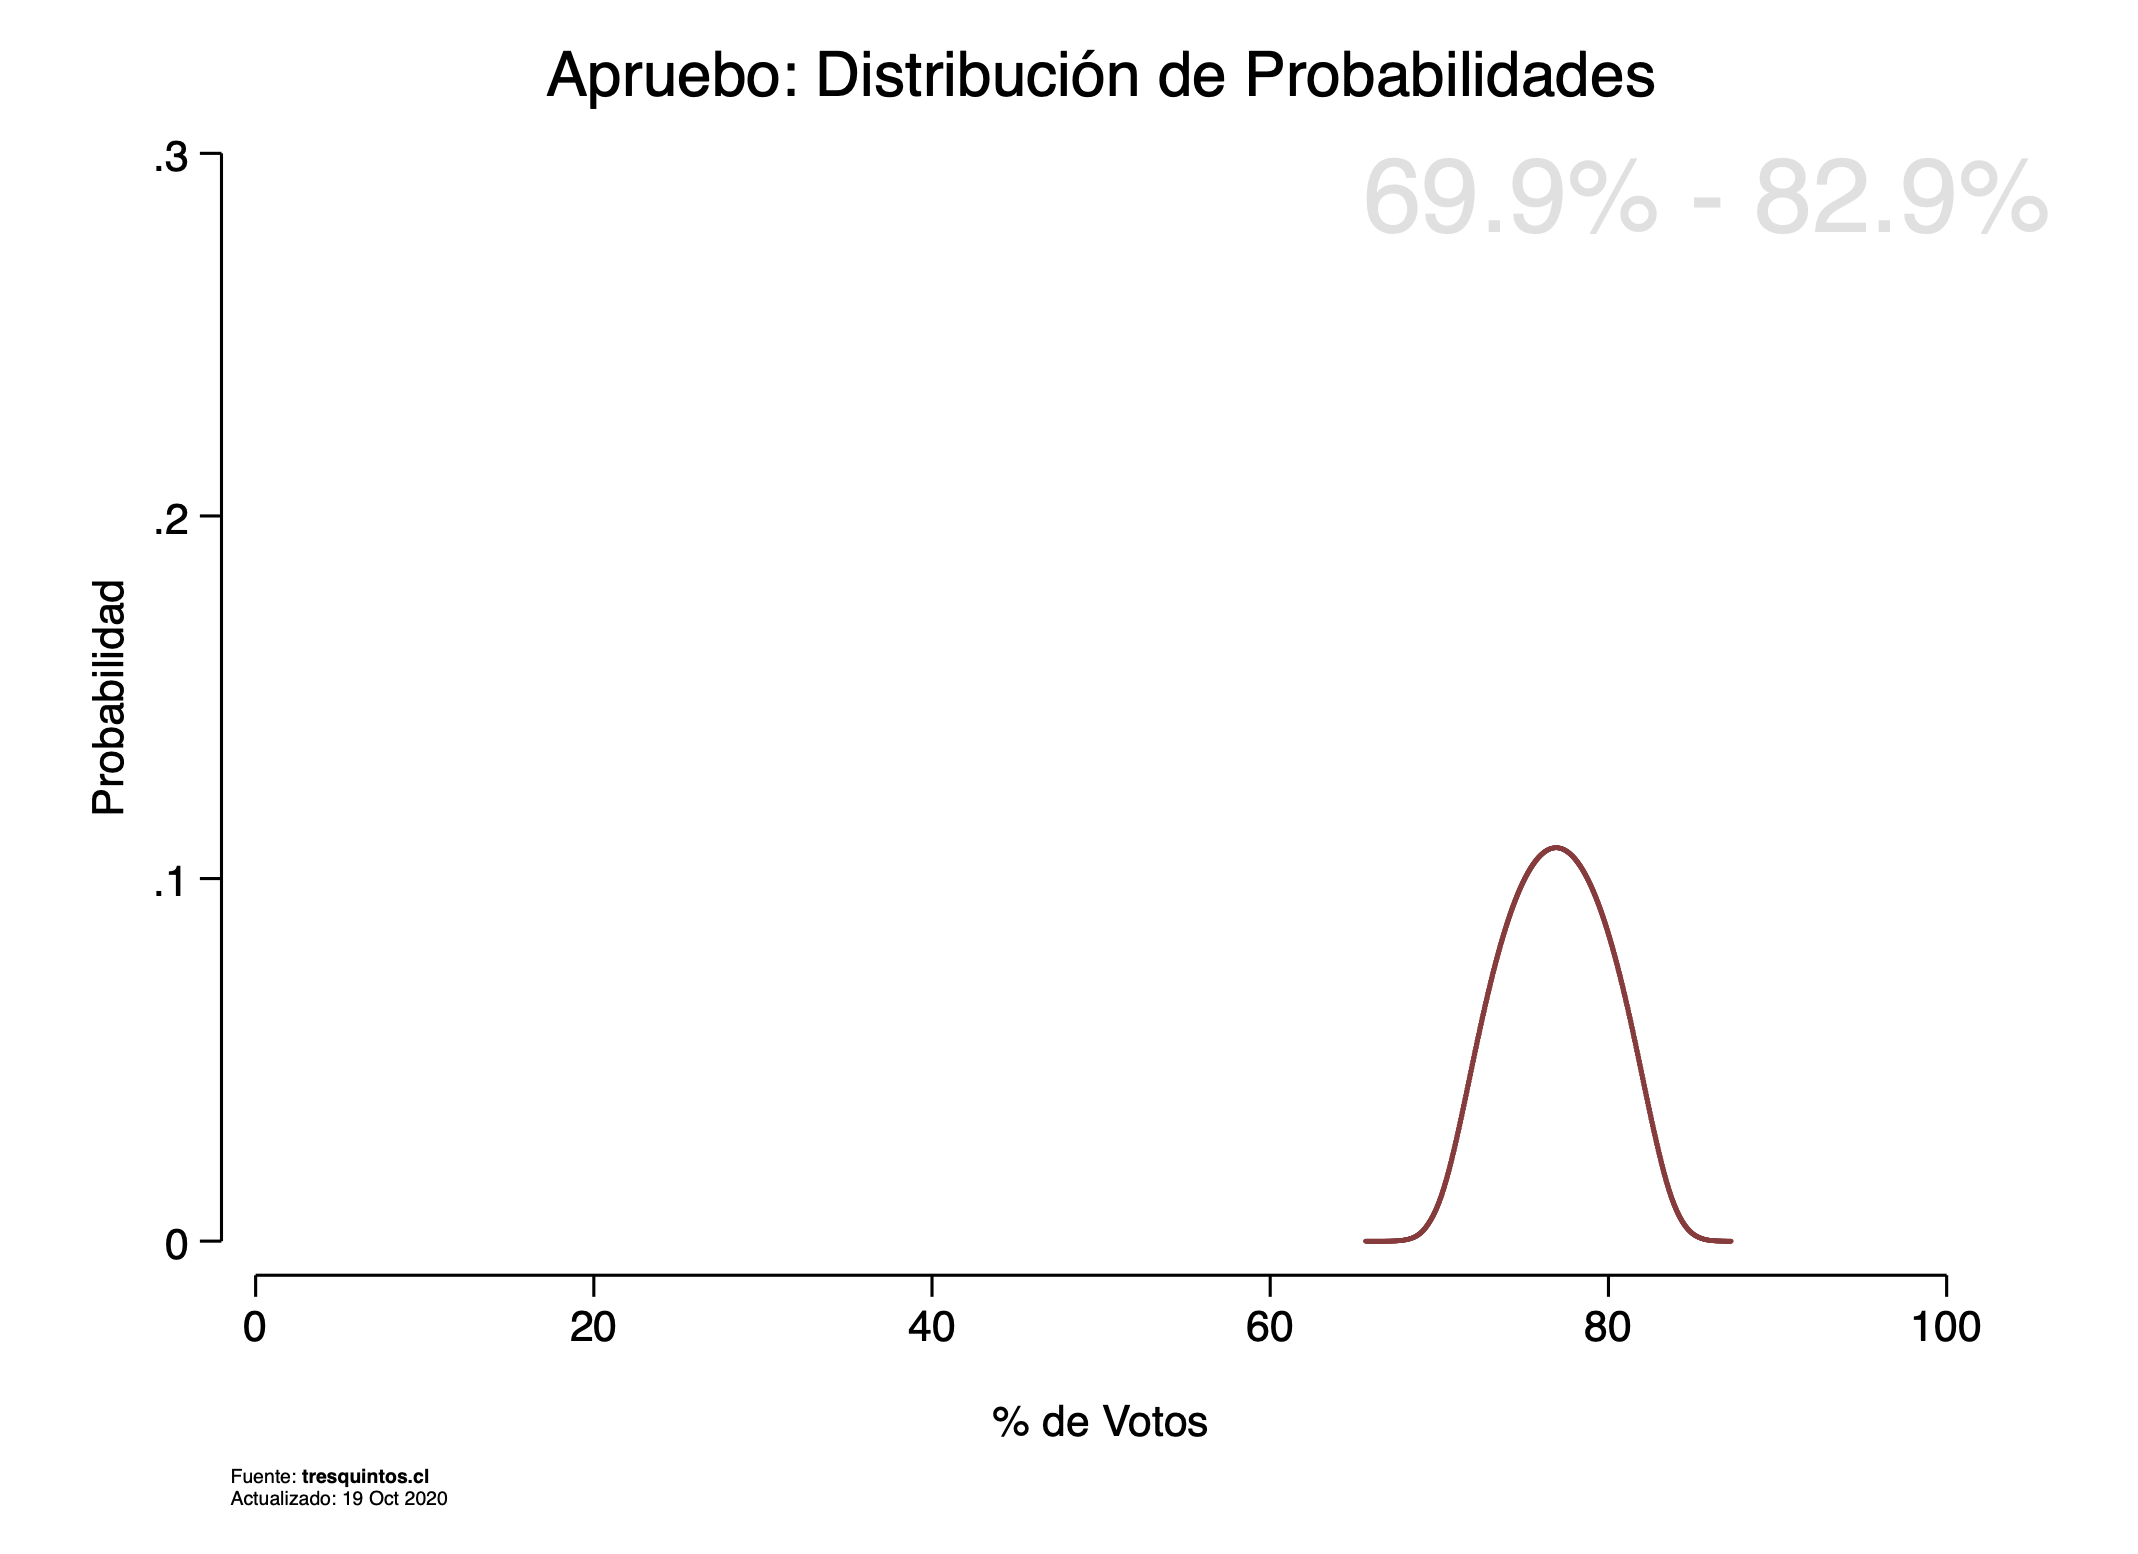 Apruebo: Distribución de Probabilidades
69.9% - 82.9%
.3
.2
.1
0
Probabilidad
0 20 40 60 80 100
% de Votos
Fuente: tresquintos.cl
Actualizado: 19 Oct 2020